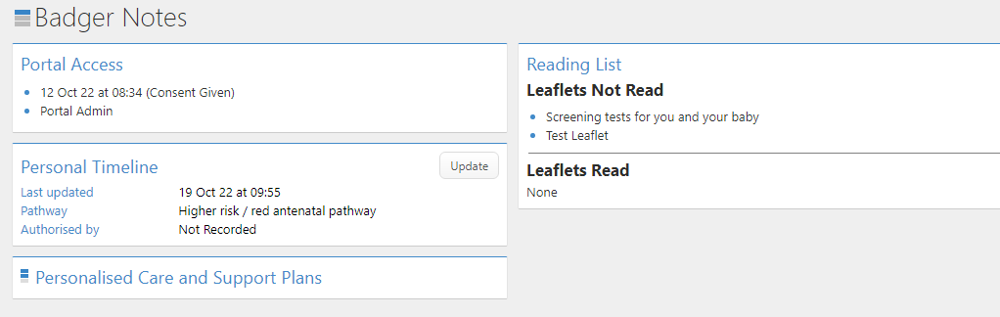 Badger Notes
Portal Access
12 Oct 22 at 08:34 (Consent Given)
Portal Admin
Personal Timeline
Update
Last updated 19 Oct 22 at 09:55
Pathway Higher risk / red antenatal pathway
Authorised by Not Recorded
Personalised Care and Support Plans
Reading List
Leaflets Not Read
Screening tests for you and your baby
Test Leaflet
Leaflets Read
None